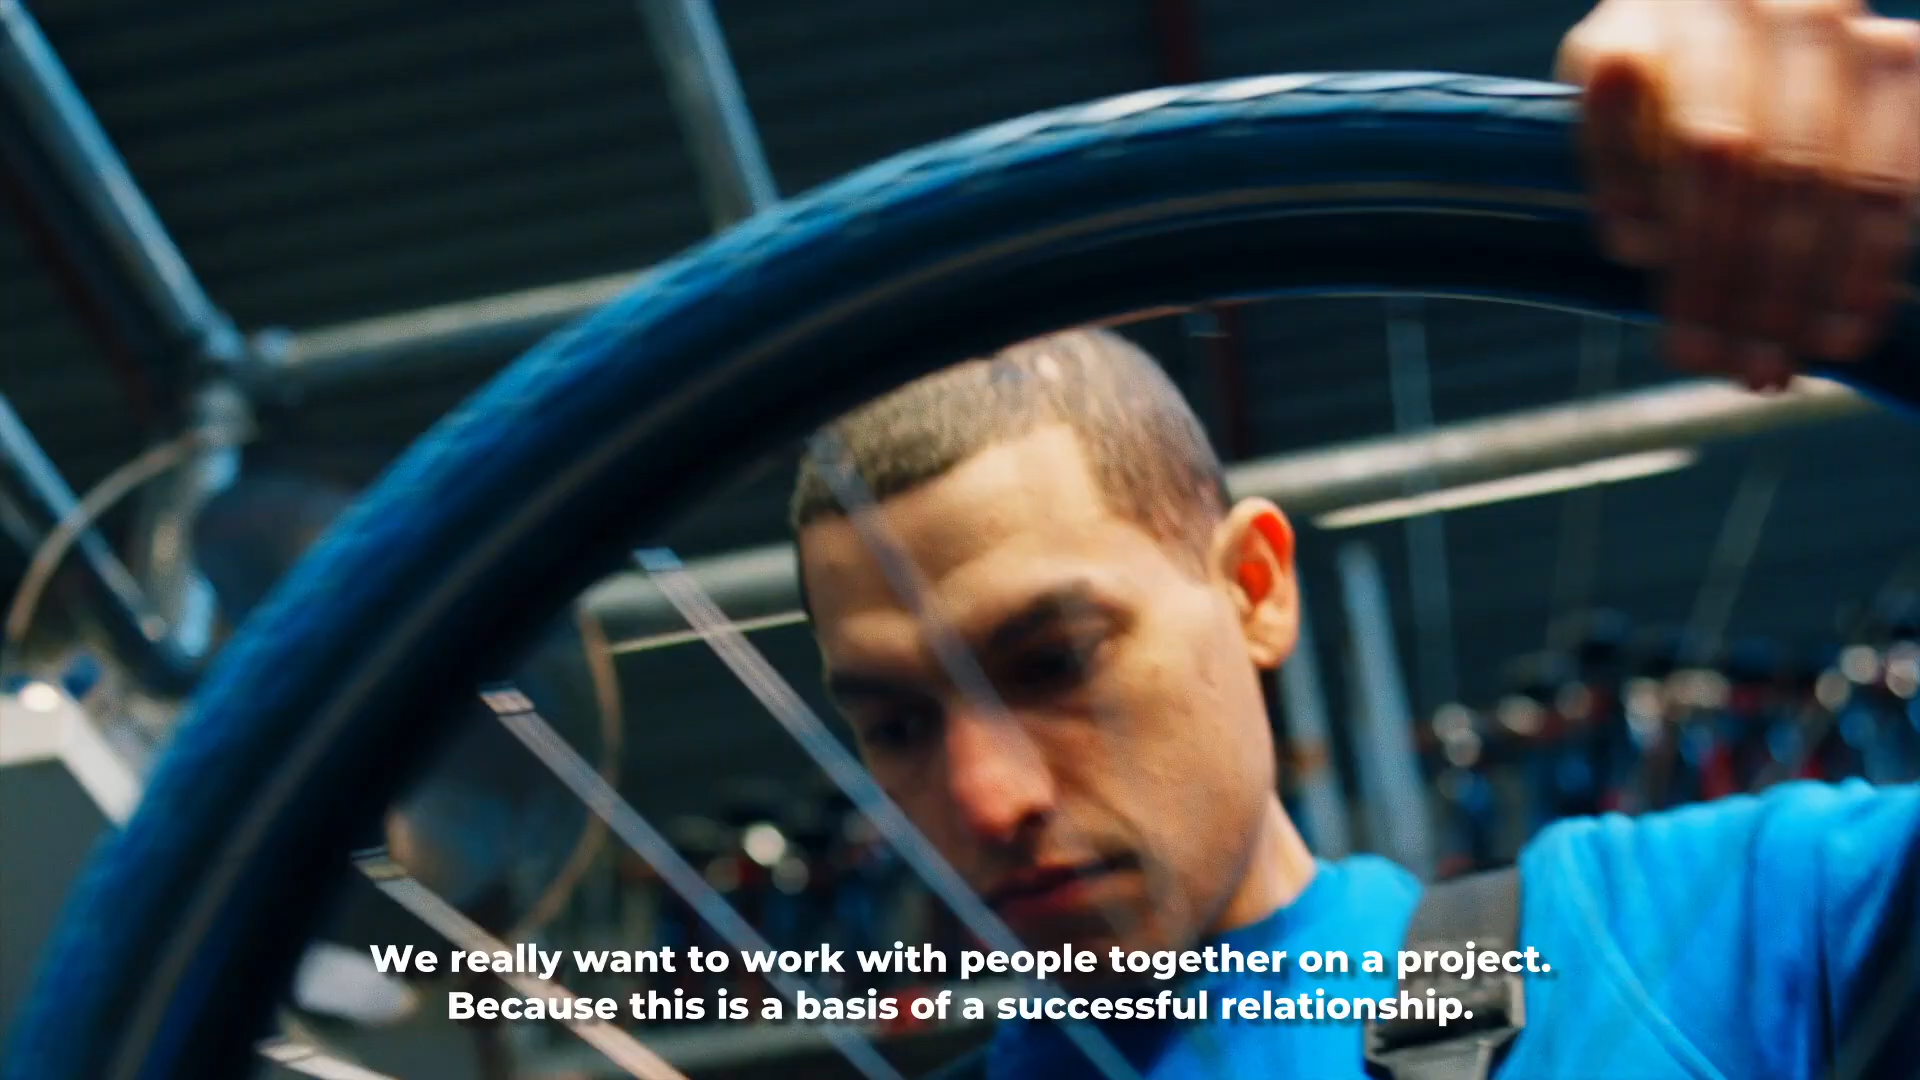 We really want to work with people together on a project.
Because this is a basis of a successful relationship.